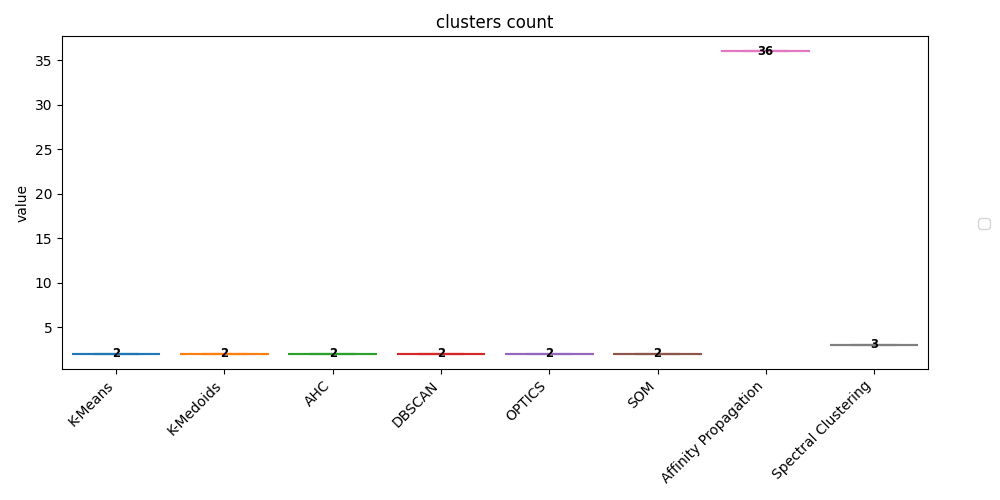 clusters count
value
35
30
25
20
15
10
5
2
2
2
2
2
2
36
3
K-Means
K-Medoids
AHC
DBSCAN
OPTICS
SOM
Affinity Propagation
Spectral Clustering